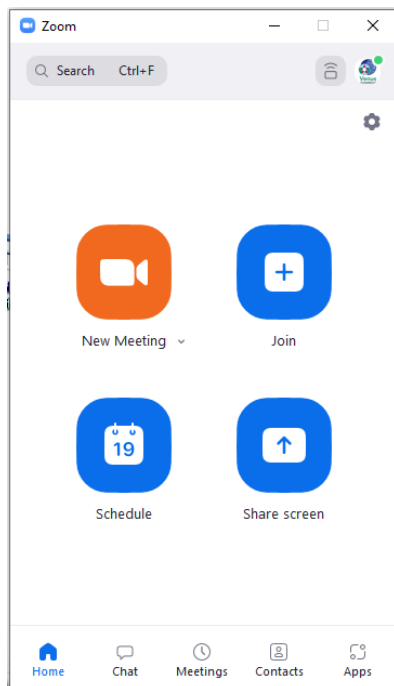 Zoom
Search Ctrl+F
New Meeting
Join
19
Schedule
Share screen
Home
Chat
Meetings
Contacts
Apps